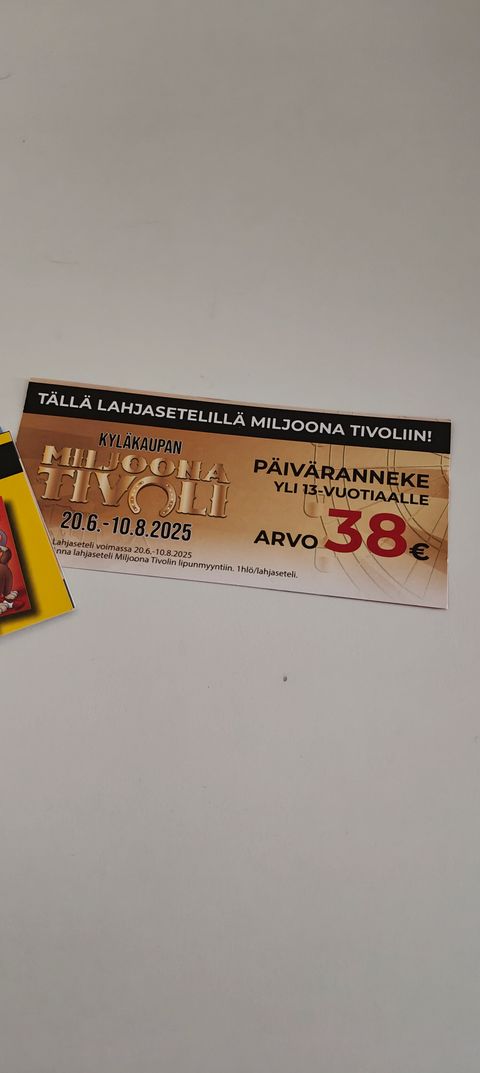 TÄLLÄ LAHJASETELILLÄ MILJOONA TIVOLIIN!
KYLÄKAUPAN
MILJOONA
TIVOLI
20.6.-10.8.2025
Lahjaseteli voimassa 20.6.-10.8.2025
lahjaseteli Miljoona Tivolin lipunmyyntiin. 1hlö/lahjaseteli.
PÄIVÄRANNEKE
YLI 13-VUOTIAALLE
ARVO 38€